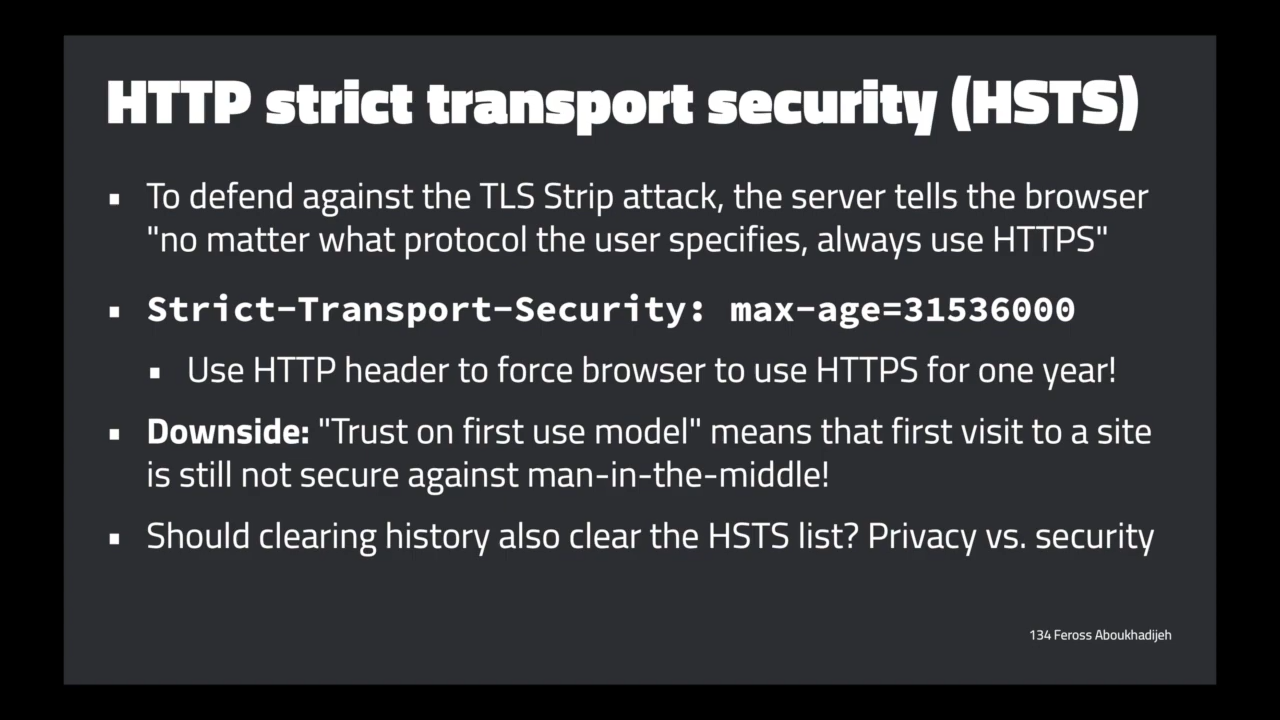 HTTP strict transport security (HSTS)
▪ To defend against the TLS Strip attack, the server tells the browser
"no matter what protocol the user specifies, always use HTTPS"
▪ Strict-Transport-Security: max-age=31536000
▪ Use HTTP header to force browser to use HTTPS for one year!
▪ Downside: "Trust on first use model" means that first visit to a site
is still not secure against man-in-the-middle!
▪ Should clearing history also clear the HSTS list? Privacy vs. security
134 Feross Aboukhadijeh